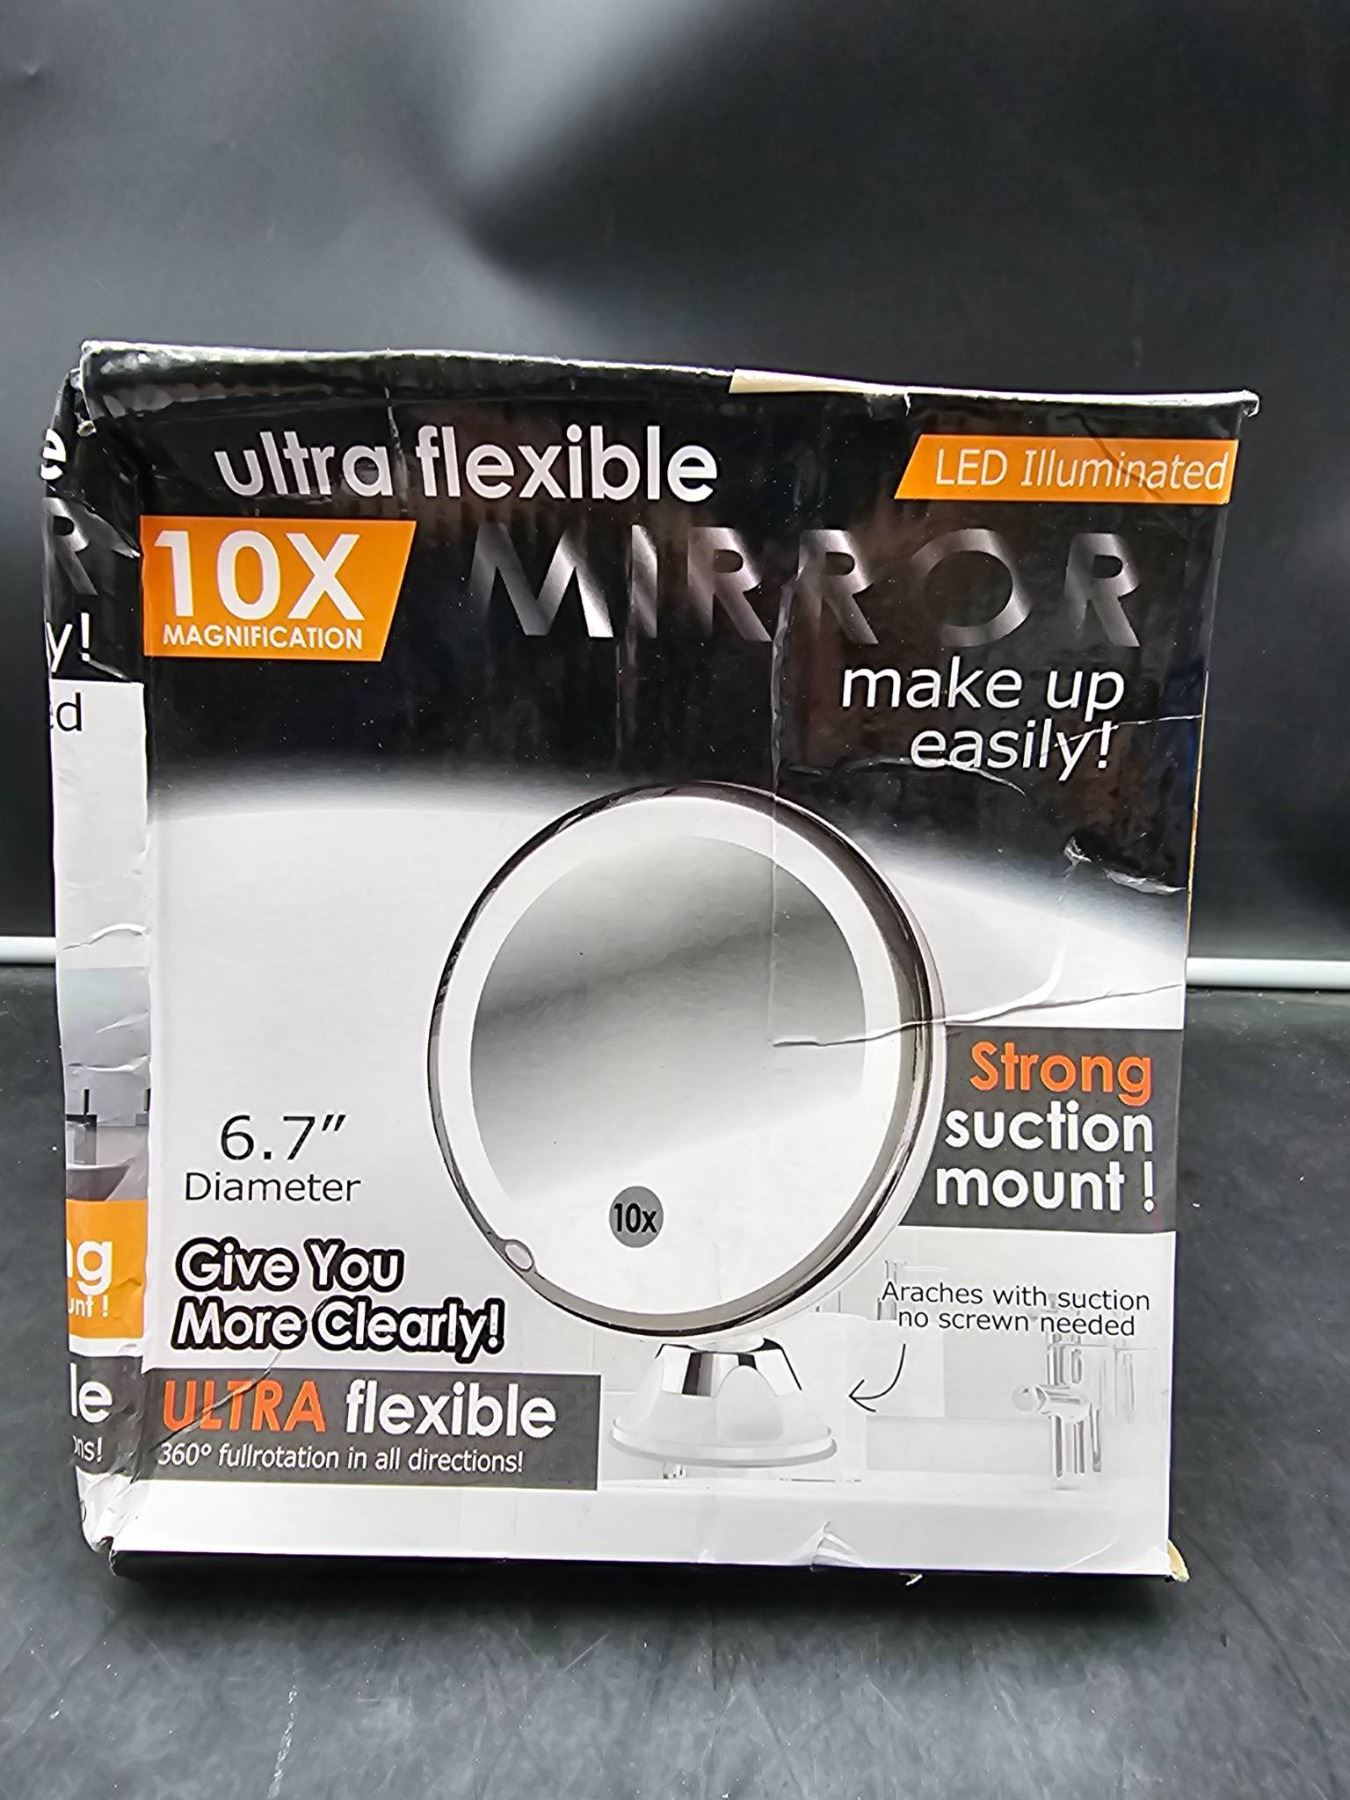 ultra flexible
LED Illuminated
10X
MAGNIFICATION
MIRROR
make up
easily!
6.7"
Diameter
Give You
More Clearly!
10x
Strong
suction
mount !
Araches with suction
no screwn needed
ULTRA flexible
360° fullrotation in all directions!